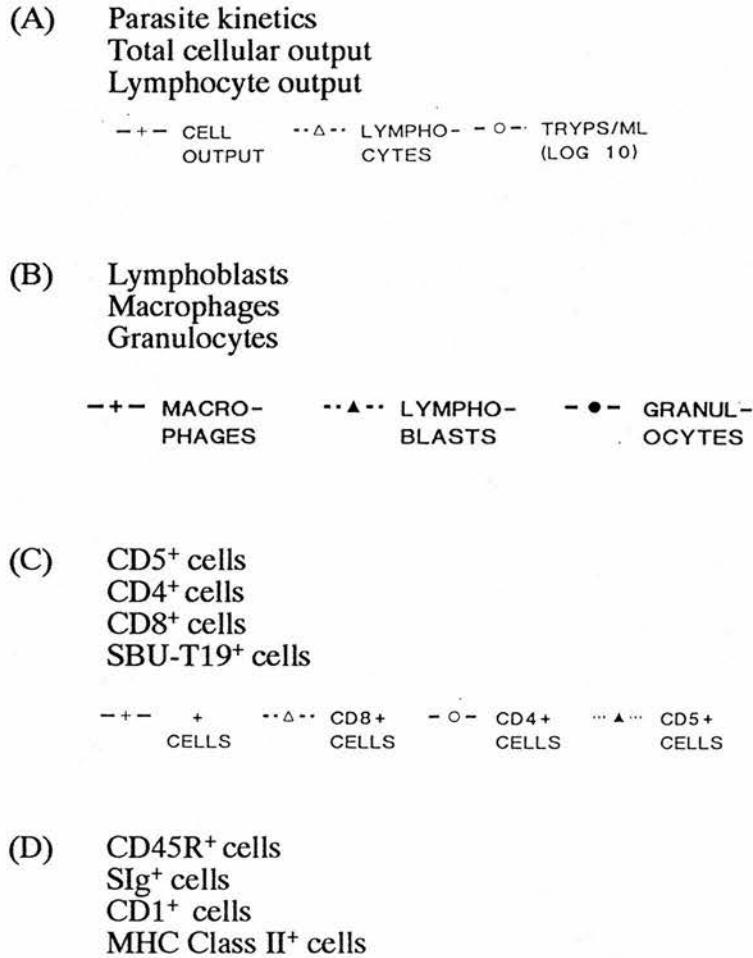 (A) Parasite kinetics
Total cellular output
Lymphocyte output
—+— CELL --△-- LYMPHO- —○—· TRYPS/ML
OUTPUT CYTES (LOG 10)
(B) Lymphoblasts
Macrophages
Granulocytes
—+— MACRO- --▲-- LYMPHO- —●— GRANUL-
PHAGES BLASTS OCYTES
(C) CD5⁺ cells
CD4⁺ cells
CD8⁺ cells
SBU-T19⁺ cells
—+— + --△-- CD8+ —○— CD4+ ···▲··· CD5+
CELLS CELLS CELLS CELLS
(D) CD45R⁺ cells
SIg⁺ cells
CD1⁺ cells
MHC Class II⁺ cells